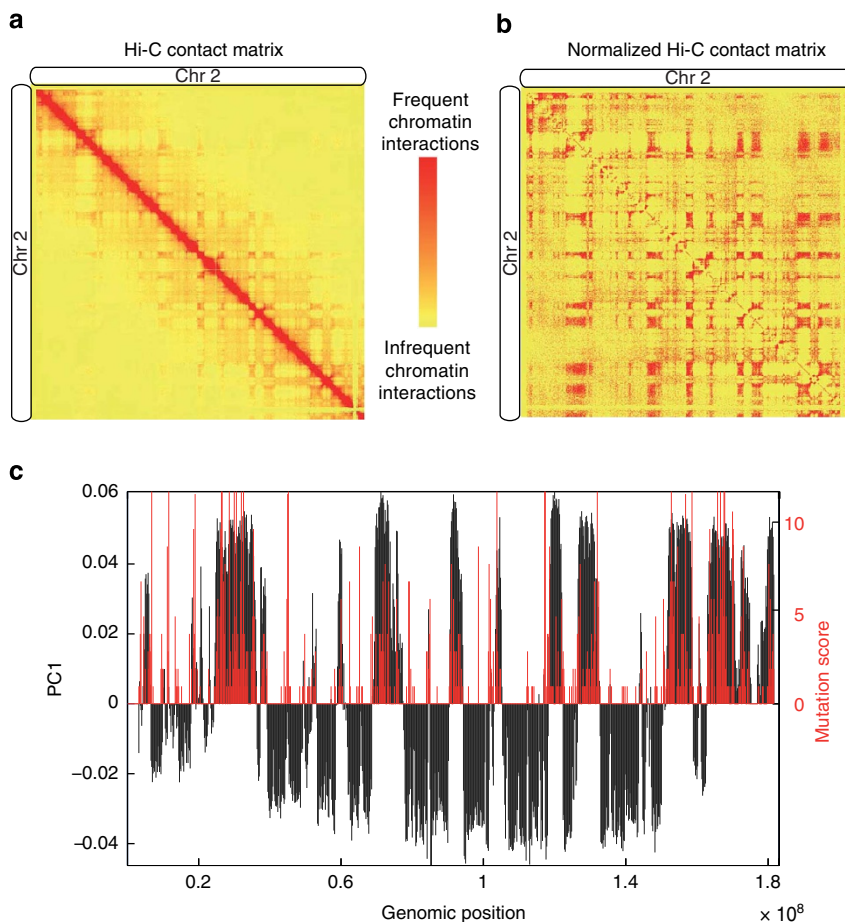 a
Hi-C contact matrix
Chr 2
Chr 2
Frequent
chromatin
interactions
Infrequent
chromatin
interactions
b
Normalized Hi-C contact matrix
Chr 2
Chr 2
c
0.06
0.04
0.02
0
−0.02
−0.04
PC1
10
5
0
Mutation score
0.2
0.6
1
1.4
1.8
× 10⁸
Genomic position